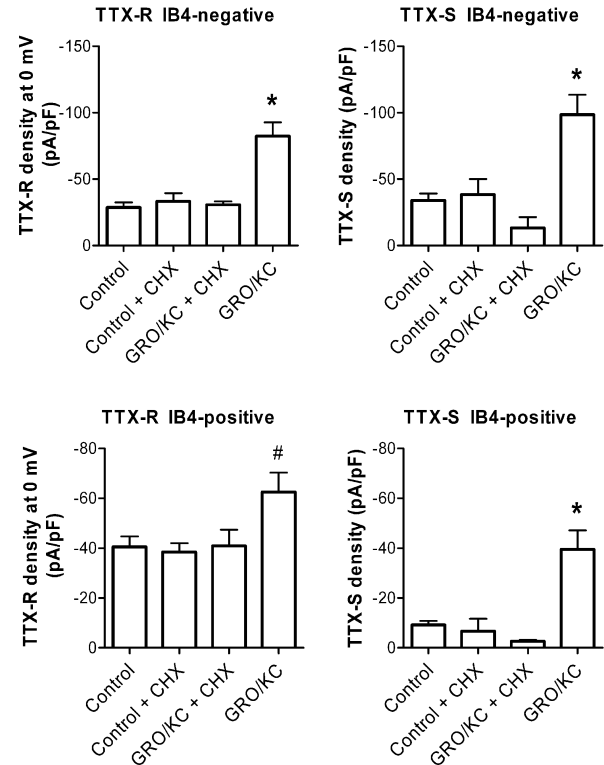 TTX-R IB4-negative
TTX-R density at 0 mV
(pA/pF)
-150
-100
-50
0
*
Control
Control + CHX
GRO/KC + CHX
GRO/KC
TTX-S IB4-negative
TTX-S density (pA/pF)
-150
-100
-50
0
*
Control
Control + CHX
GRO/KC + CHX
GRO/KC
TTX-R IB4-positive
TTX-R density at 0 mV
(pA/pF)
-80
-60
-40
-20
0
#
Control
Control + CHX
GRO/KC + CHX
GRO/KC
TTX-S IB4-positive
TTX-S density (pA/pF)
-80
-60
-40
-20
0
*
Control
Control + CHX
GRO/KC + CHX
GRO/KC